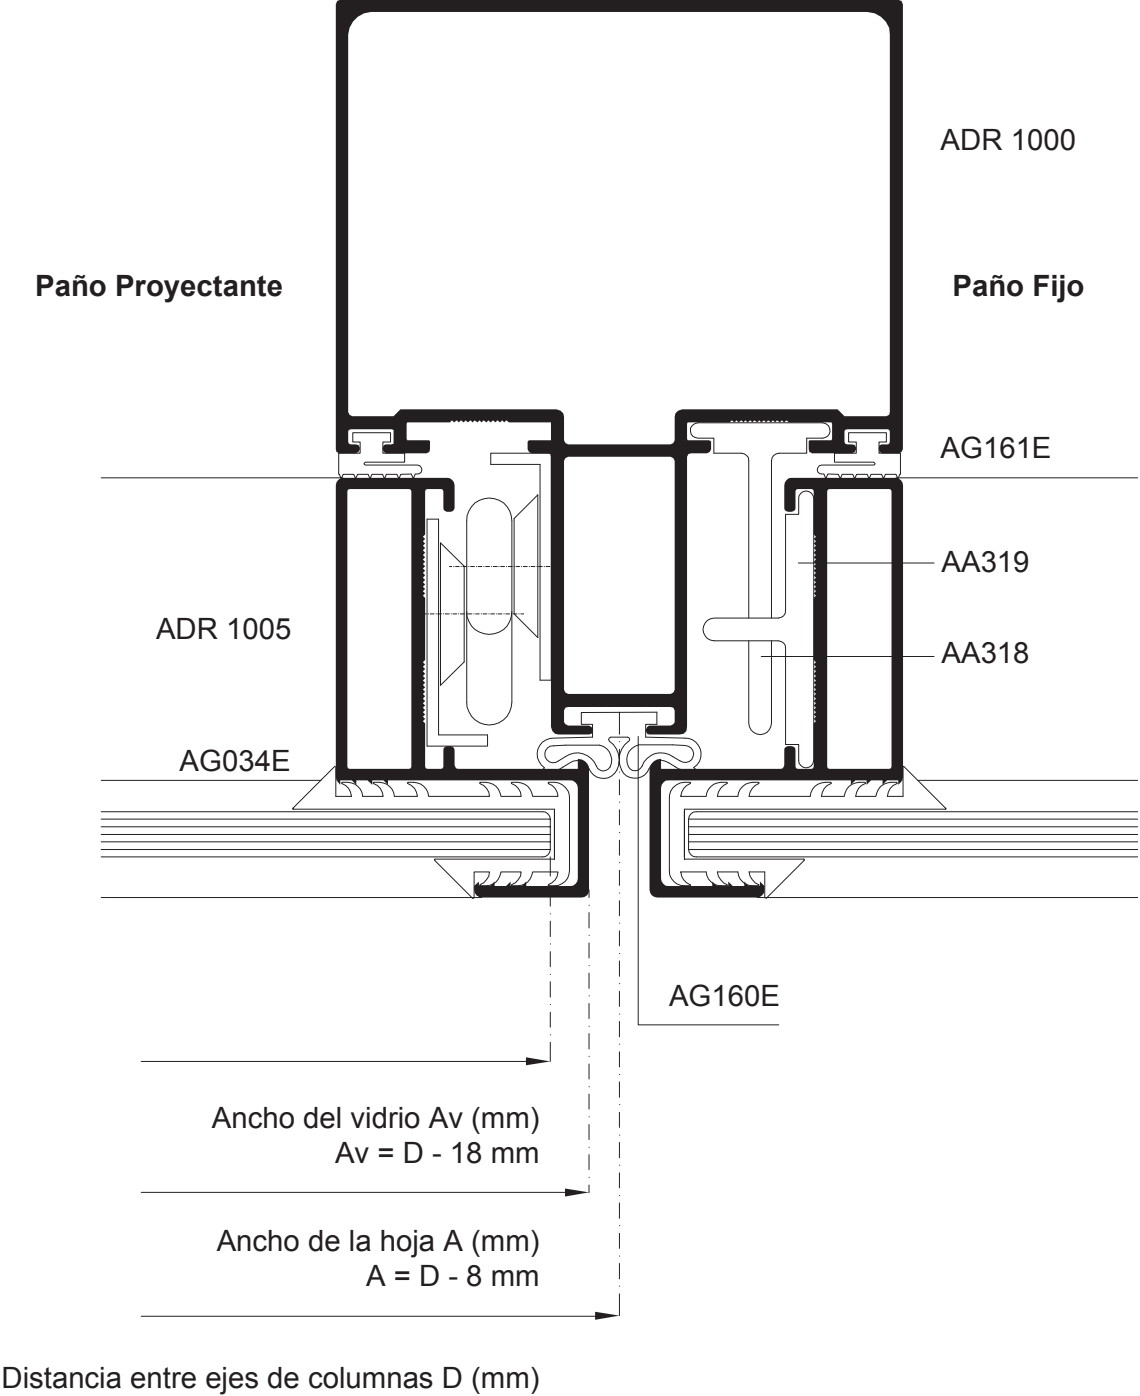 ADR 1000
Paño Proyectante
Paño Fijo
AG161E
AA319
ADR 1005
AA318
AG034E
AG160E
Ancho del vidrio Av (mm)
Av = D - 18 mm
Ancho de la hoja A (mm)
A = D - 8 mm
Distancia entre ejes de columnas D (mm)